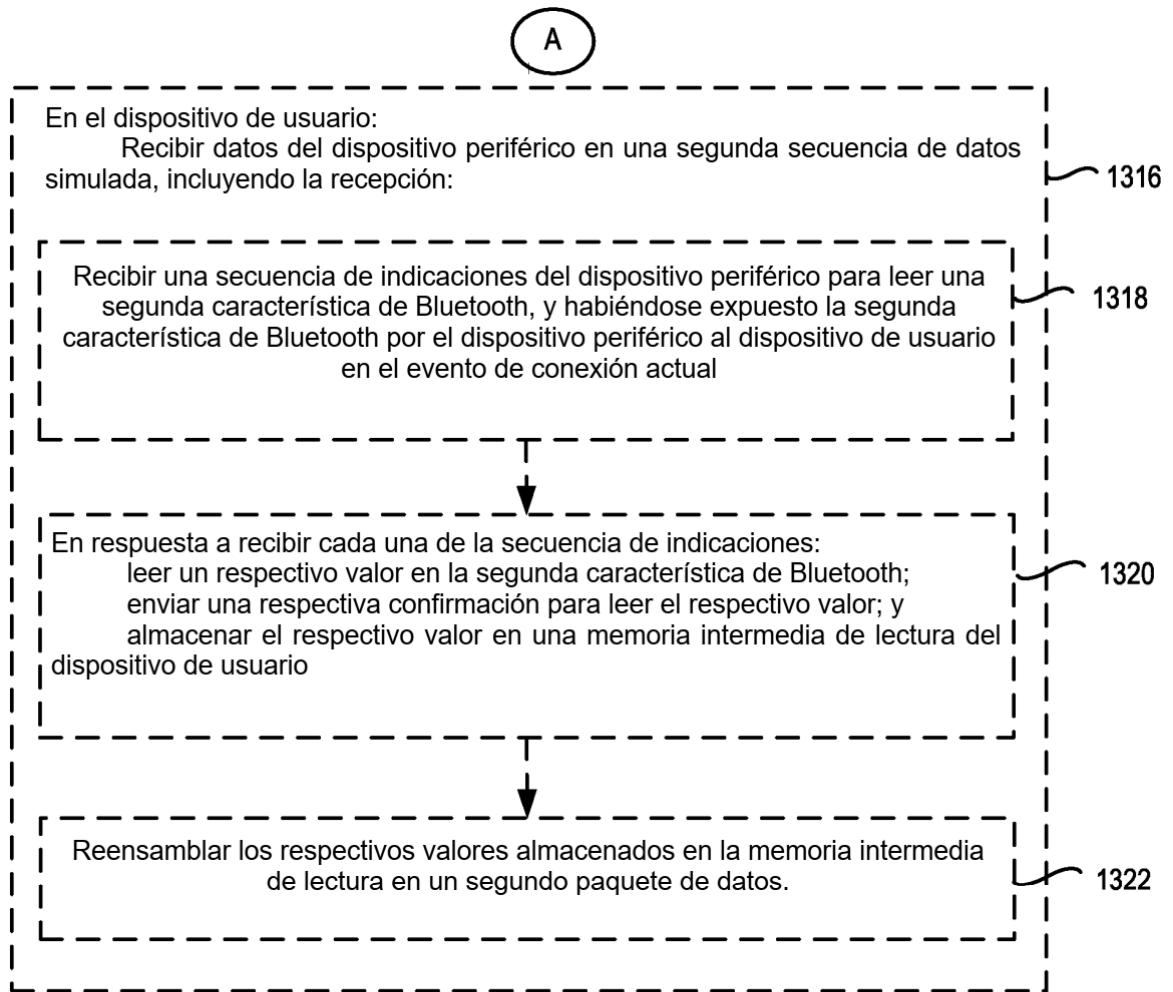 A
En el dispositivo de usuario:
Recibir datos del dispositivo periférico en una segunda secuencia de datos
simulada, incluyendo la recepción:
1316
Recibir una secuencia de indicaciones del dispositivo periférico para leer una
segunda característica de Bluetooth, y habiéndose expuesto la segunda
característica de Bluetooth por el dispositivo periférico al dispositivo de usuario
en el evento de conexión actual
1318
En respuesta a recibir cada una de la secuencia de indicaciones:
leer un respectivo valor en la segunda característica de Bluetooth;
enviar una respectiva confirmación para leer el respectivo valor; y
almacenar el respectivo valor en una memoria intermedia de lectura del
dispositivo de usuario
1320
Reensamblar los respectivos valores almacenados en la memoria intermedia
de lectura en un segundo paquete de datos.
1322